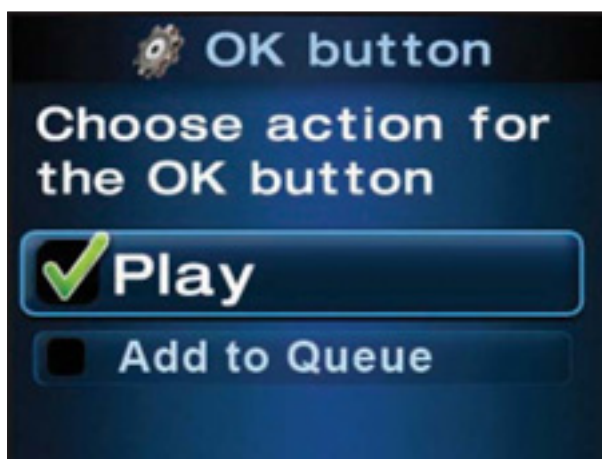 OK button
Choose action for
the OK button
Play
Add to Queue